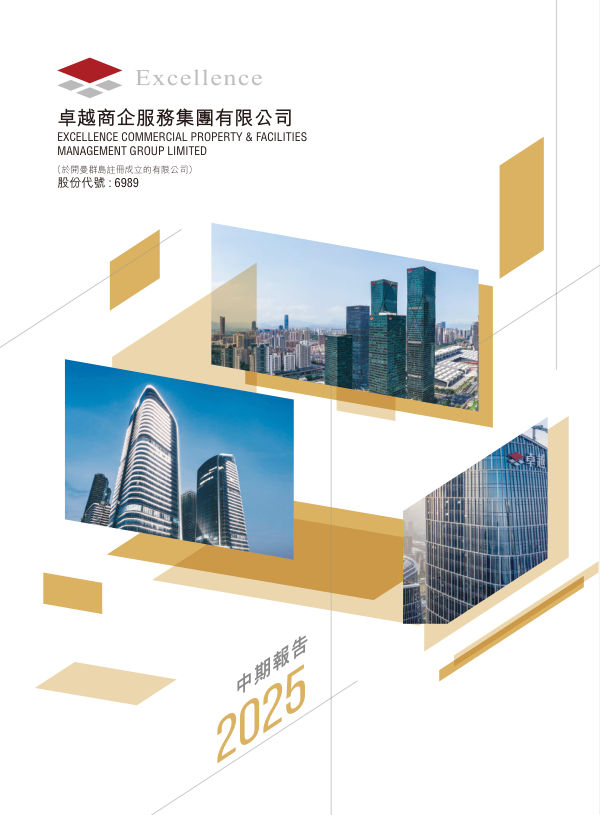 Excellence
卓越商企服務集團有限公司
EXCELLENCE COMMERCIAL PROPERTY & FACILITIES
MANAGEMENT GROUP LIMITED
（於開曼群島註冊成立的有限公司）
股份代號 : 6989
卓越
中期報告
2025